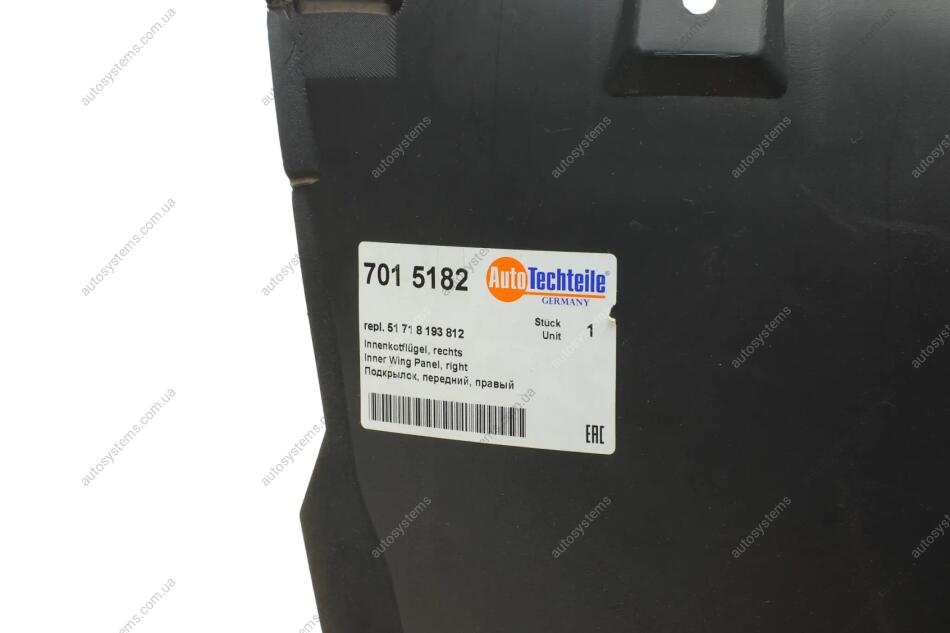 701 5182
AutoTechteile®
GERMANY
repl. 51 71 8 193 812
Stück
Unit
1
Innenkotflügel, rechts
Inner Wing Panel, right
Подкрылок, передний, правый
EAC
autosystems.com.ua